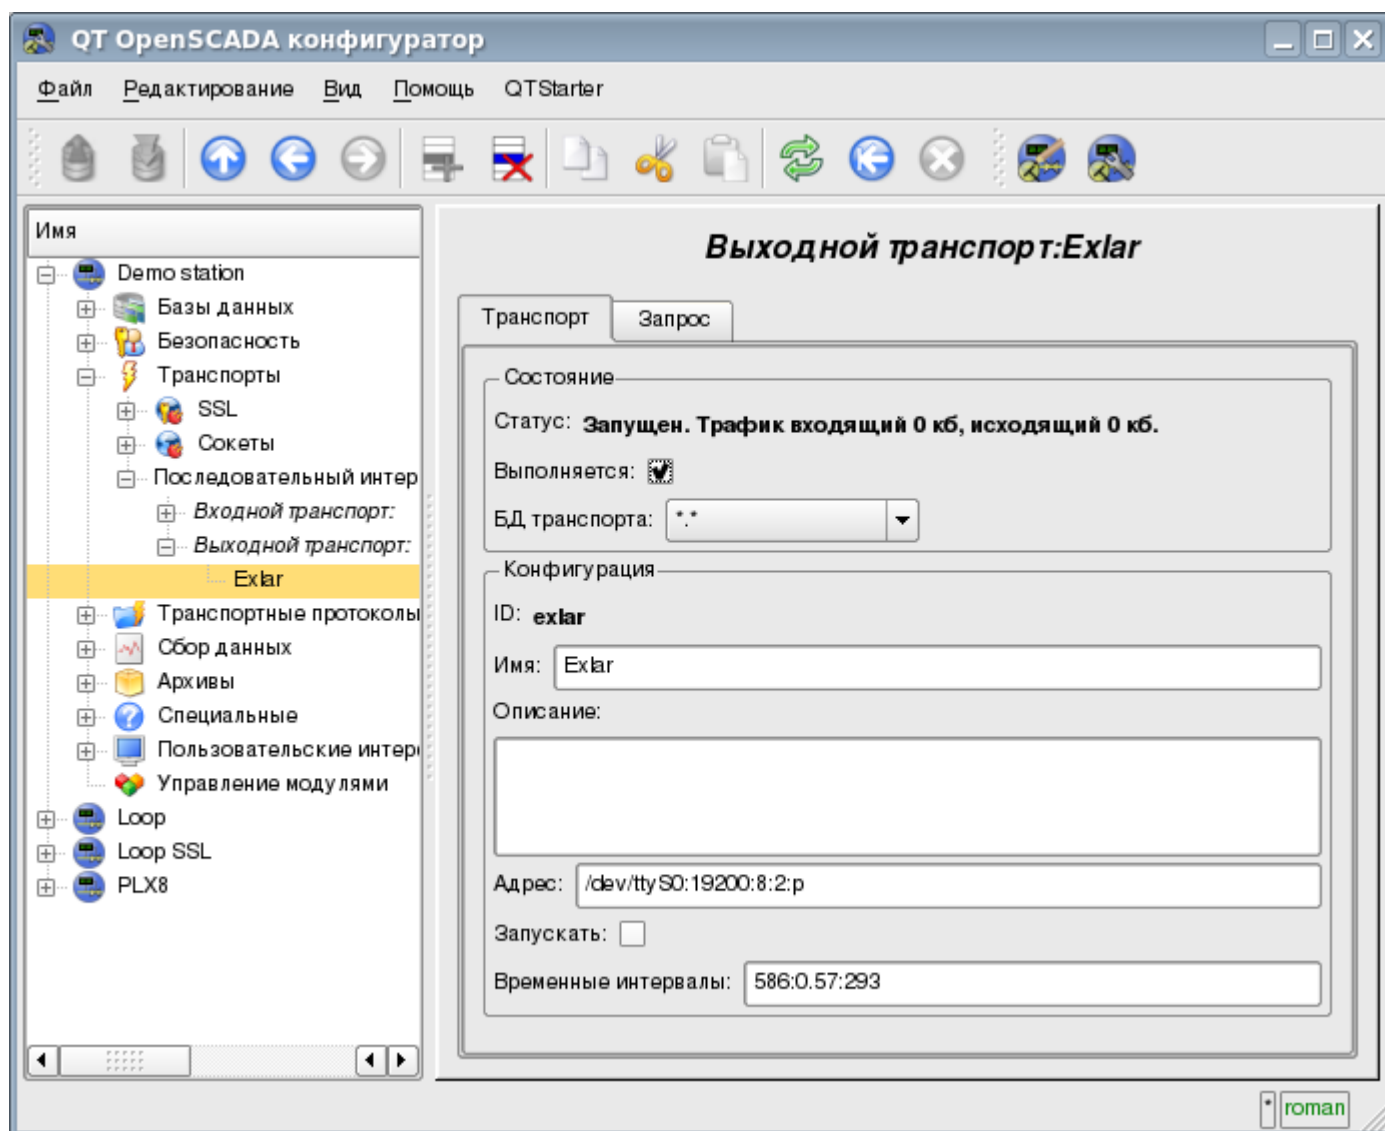 QT OpenSCADA конфигуратор
Файл Редактирование Вид Помощь QTStarter
Имя
Demo station
Базы данных
Безопасность
Транспорты
SSL
Сокеты
Последовательный интер
Входной транспорт:
Выходной транспорт:
Exlar
Транспортные протоколы
Сбор данных
Архивы
Специальные
Пользовательские интер
Управление модулями
Loop
Loop SSL
PLX8
Выходной транспорт:Exlar
Транспорт Запрос
Состояние
Статус: Запущен. Трафик входящий 0 кб, исходящий 0 кб.
Выполняется:
БД транспорта: *.*
Конфигурация
ID: exlar
Имя: Exlar
Описание:
Адрес: /dev/ttyS0:19200:8:2:p
Запускать:
Временные интервалы: 586:0.57:293
* roman